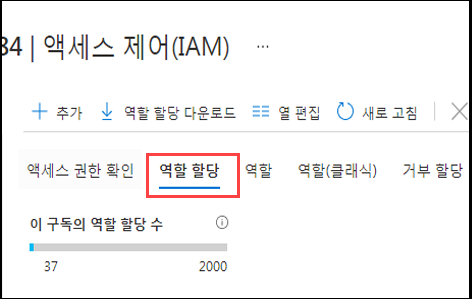 34 | 액세스 제어(IAM) ...
추가 역할 할당 다운로드 열 편집 새로 고침
액세스 권한 확인 역할 할당 역할 역할(클래식) 거부 할당
이 구독의 역할 할당 수
37 2000